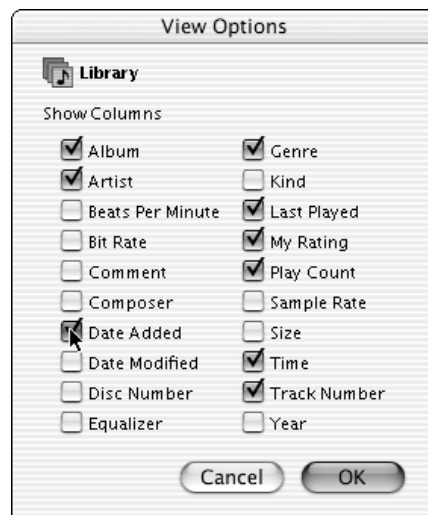 View Options
Library
Show Columns
Album
Artist
Beats Per Minute
Bit Rate
Comment
Composer
Date Added
Date Modified
Disc Number
Equalizer
Genre
Kind
Last Played
My Rating
Play Count
Sample Rate
Size
Time
Track Number
Year
Cancel
OK